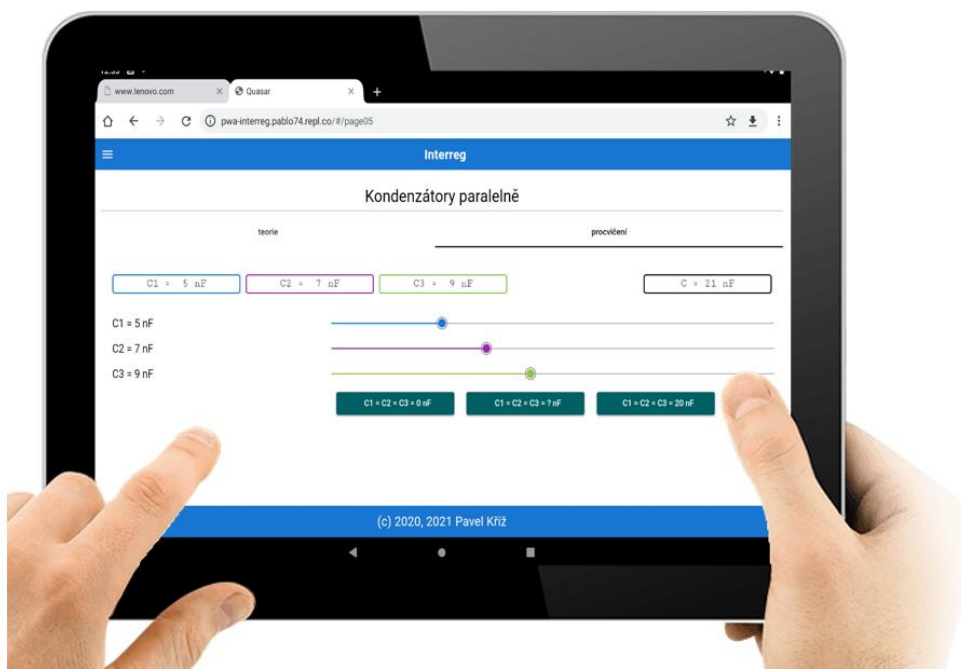 www.lenovo.com Quasar
pwa-interreg.pablo74.repl.co/#/page05
Interreg
Kondenzátory paralelně
teorie procvičení
C1 = 5 nF C2 = 7 nF C3 = 9 nF C = 21 nF
C1 = 5 nF
C2 = 7 nF
C3 = 9 nF
C1 = C2 = C3 = 0 nF C1 = C2 = C3 = ? nF C1 = C2 = C3 = 20 nF
(c) 2020, 2021 Pavel Kříž